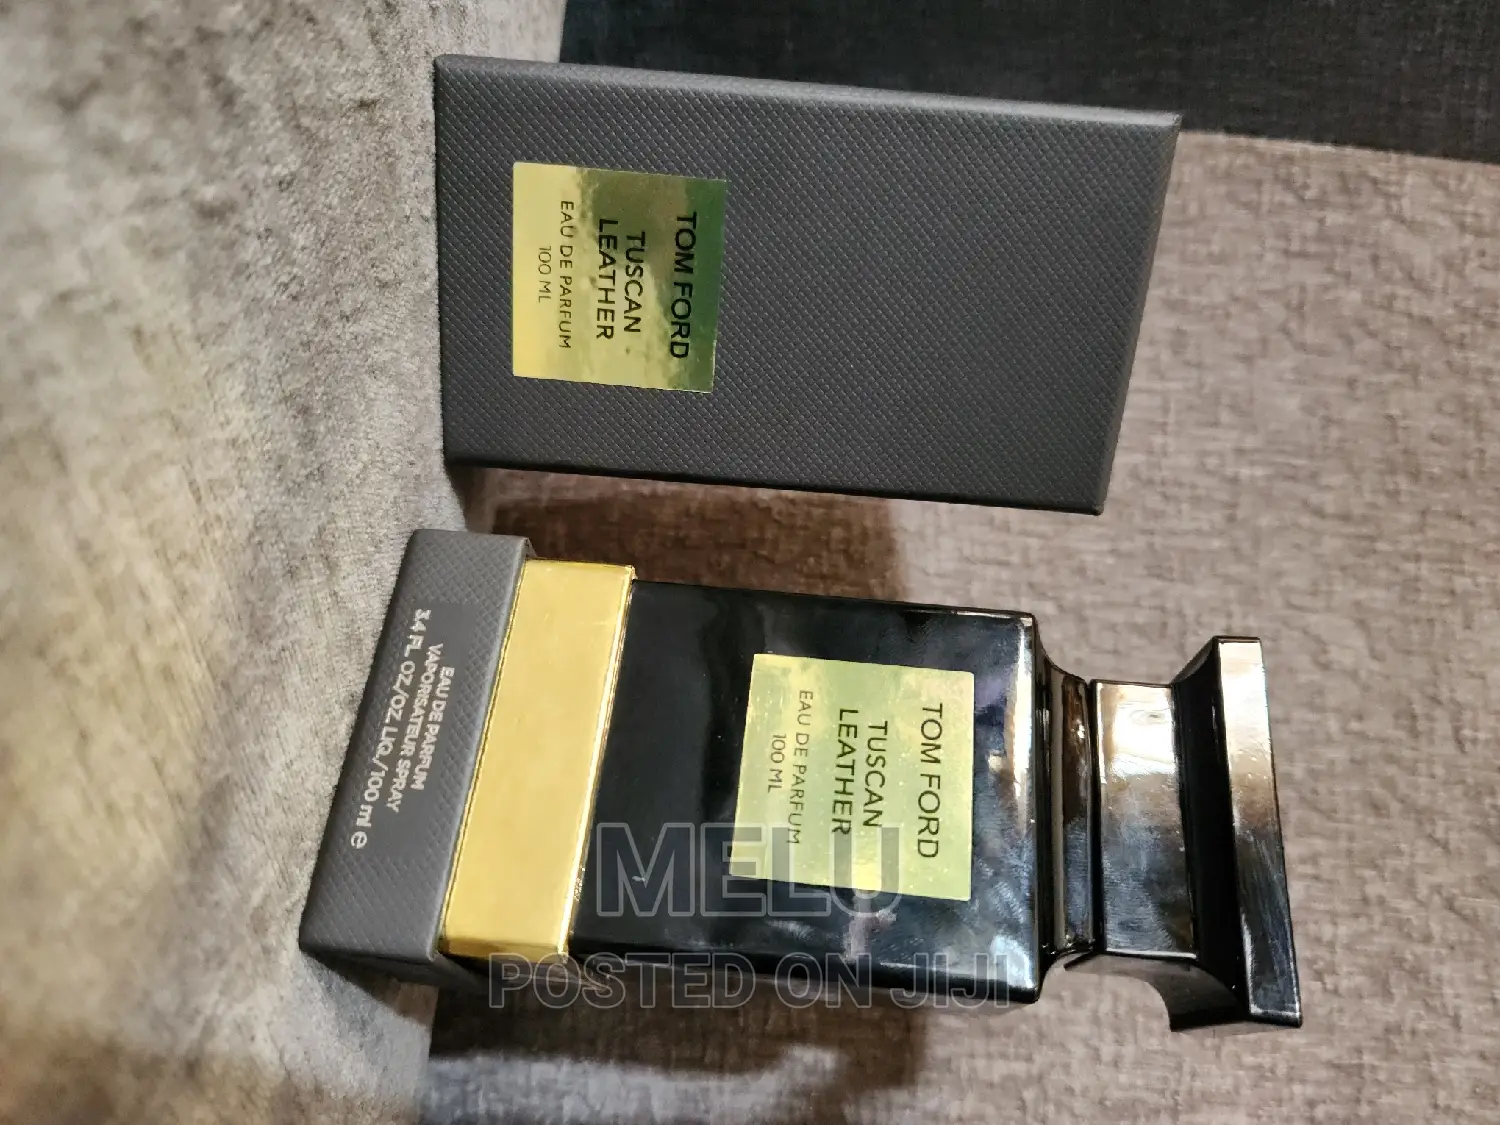 TOM FORD
TUSCAN
LEATHER
EAU DE PARFUM
100 ML
TOM FORD
TUSCAN
LEATHER
EAU DE PARFUM
100 ML
EAU DE PARFUM
VAPORISATEUR SPRAY
3.4 FL. OZ/OZ LIQ./100 ml e
MELU
POSTED ON JIJI